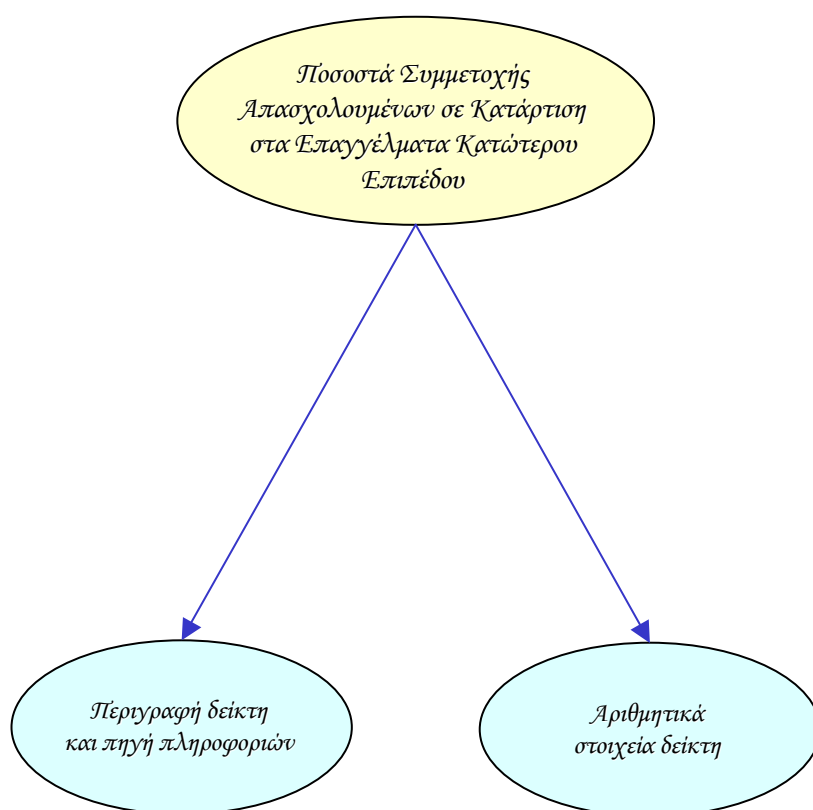 Ποσοστά Συμμετοχής
Απασχολουμένων σε Κατάρτιση
στα Επαγγέλματα Κατώτερου
Επιπέδου
Περιγραφή δείκτη
και πηγή πληροφοριών
Αριθμητικά
στοιχεία δείκτη